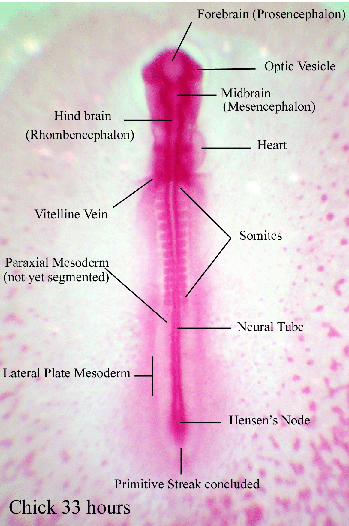 Forebrain (Prosencephalon)
Optic Vesicle
Midbrain
(Mesencephalon)
Hind brain
(Rhombencephalon)
Heart
Vitelline Vein
Somites
Paraxial Mesoderm
(not yet segmented)
Neural Tube
Lateral Plate Mesoderm
Hensen's Node
Primitive Streak concluded
Chick 33 hours